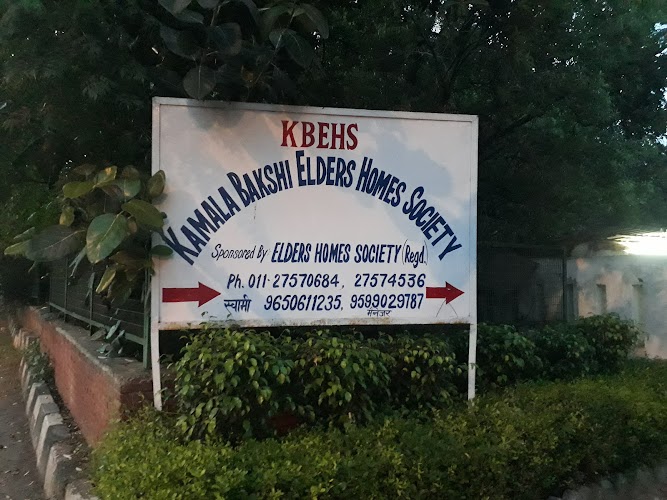 KBEHS
KAMALA BAKSHI ELDERS HOMES SOCIETY
Sponsored By ELDERS HOMES SOCIETY (Regd.)
Ph. 011-27570684, 27574536
स्वामी 9650611235, 9599029787
मैनेजर